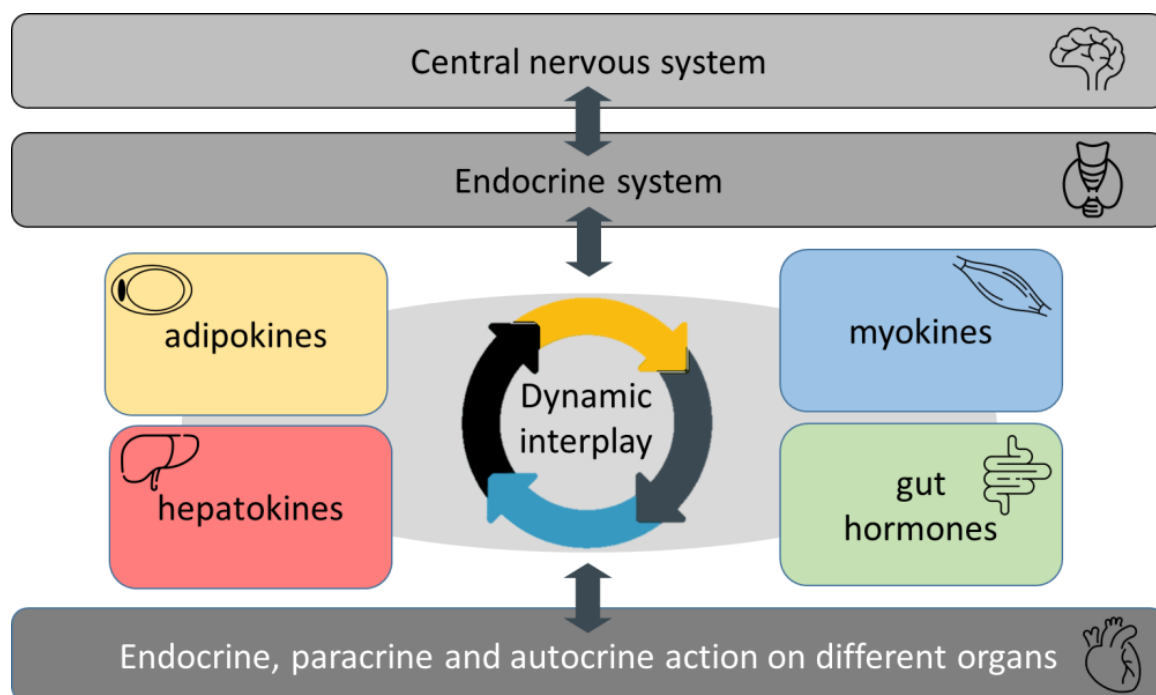 Central nervous system
Endocrine system
adipokines
myokines
Dynamic
interplay
hepatokines
gut
hormones
Endocrine, paracrine and autocrine action on different organs